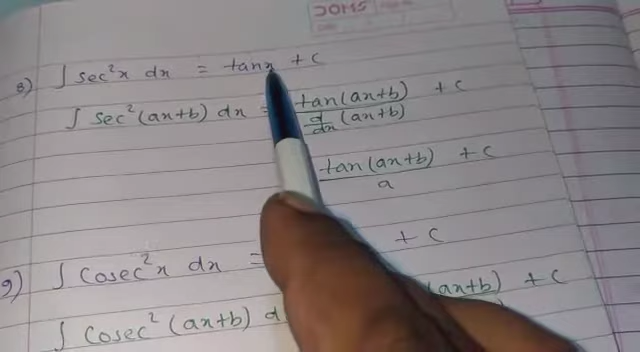 DOMS
8) ∫ sec²x dx = tanx + c
∫ sec²(ax+b) dx = tan(ax+b) / d/dx (ax+b) + c
tan(ax+b) / a + c
9) ∫ cosec²x dx = + c
∫ cosec²(ax+b) d (ax+b) + c